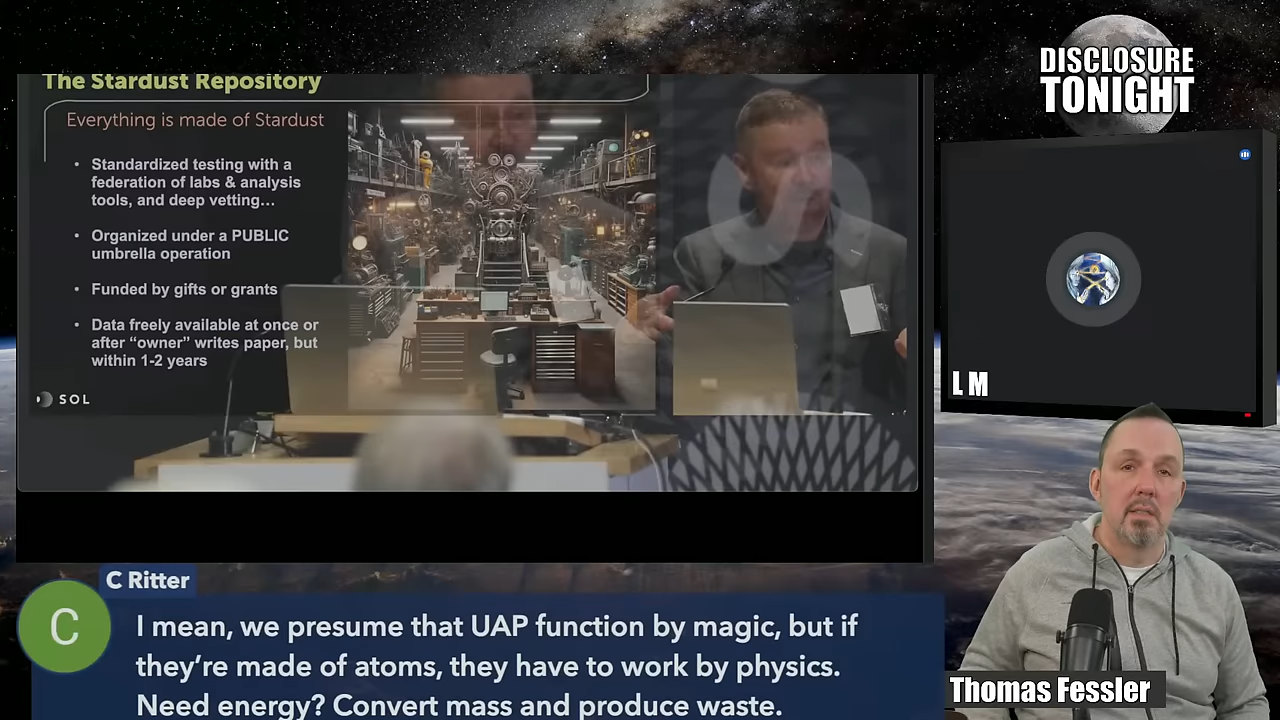 The Stardust Repository
Everything is made of Stardust
• Standardized testing with a
federation of labs & analysis
tools, and deep vetting…
• Organized under a PUBLIC
umbrella operation
• Funded by gifts or grants
• Data freely available at once or
after “owner” writes paper, but
within 1-2 years
SOL
DISCLOSURE
TONIGHT
L M
C Ritter
C
I mean, we presume that UAP function by magic, but if
they’re made of atoms, they have to work by physics.
Need energy? Convert mass and produce waste.
Thomas Fessler